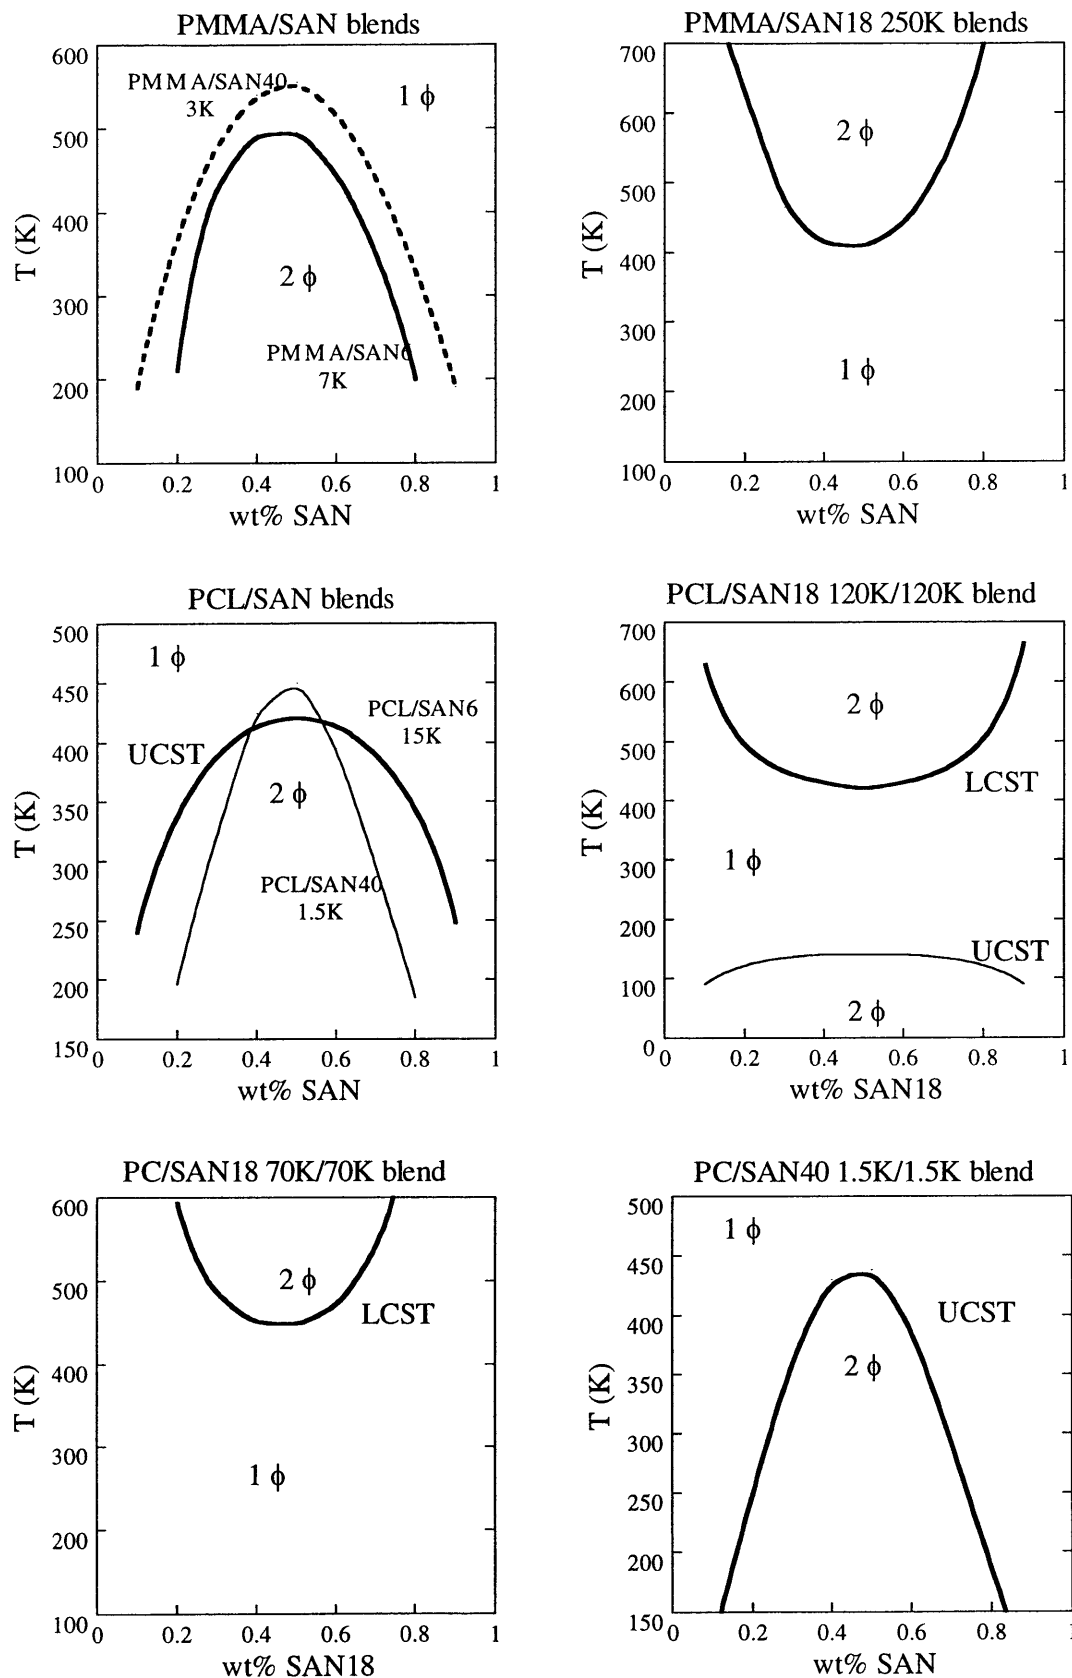 PMMA/SAN blends
600
500
400
300
200
100
T (K)
PMMA/SAN40
3K
1 ϕ
2 ϕ
PMMA/SAN6
7K
0 0.2 0.4 0.6 0.8 1
wt% SAN
PMMA/SAN18 250K blends
700
600
500
400
300
200
100
T (K)
2 ϕ
1 ϕ
0 0.2 0.4 0.6 0.8 1
wt% SAN
PCL/SAN blends
500
450
400
350
300
250
200
150
T (K)
1 ϕ
PCL/SAN6
15K
UCST
2 ϕ
PCL/SAN40
1.5K
0 0.2 0.4 0.6 0.8 1
wt% SAN
PCL/SAN18 120K/120K blend
700
600
500
400
300
200
100
0
T (K)
2 ϕ
LCST
1 ϕ
UCST
2 ϕ
0 0.2 0.4 0.6 0.8 1
wt% SAN18
PC/SAN18 70K/70K blend
600
500
400
300
200
100
T (K)
2 ϕ
LCST
1 ϕ
0 0.2 0.4 0.6 0.8 1
wt% SAN18
PC/SAN40 1.5K/1.5K blend
500
450
400
350
300
250
200
150
T (K)
1 ϕ
UCST
2 ϕ
0 0.2 0.4 0.6 0.8 1
wt% SAN